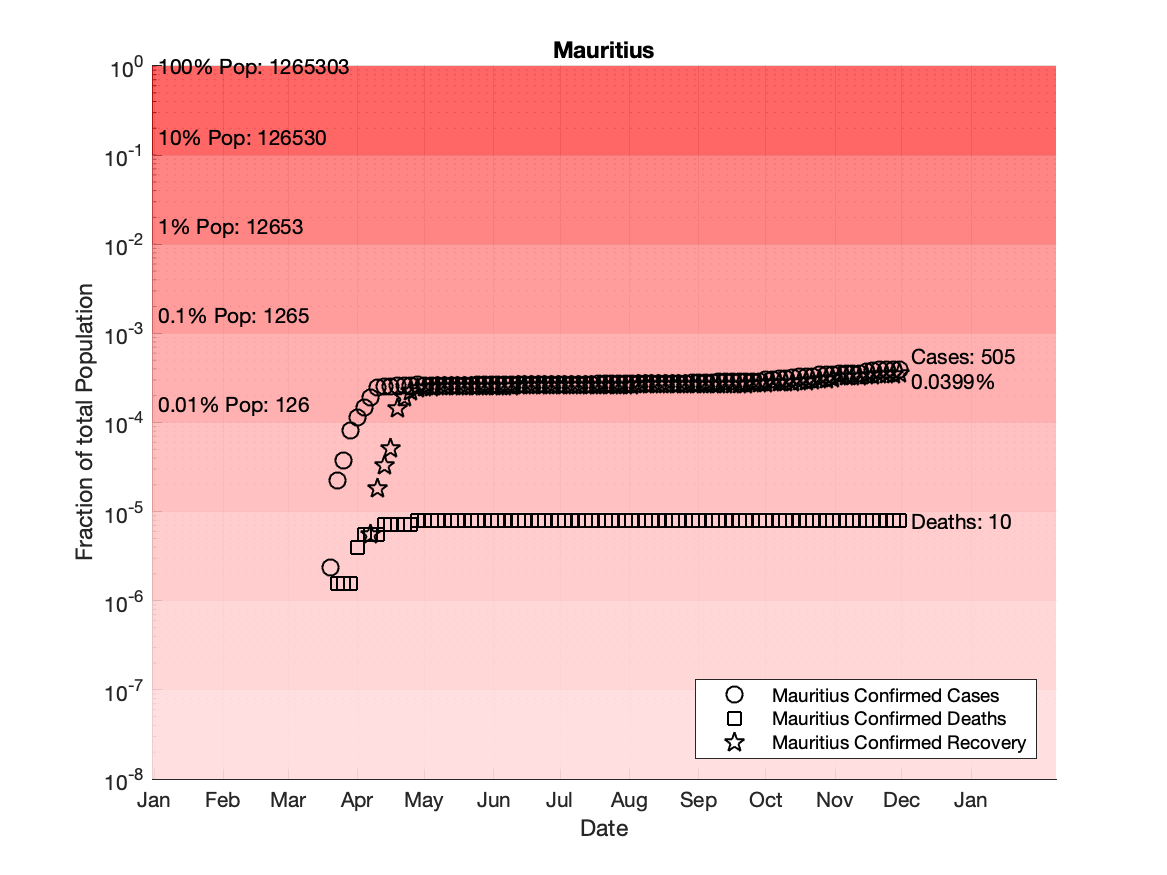 Mauritius
10^0
100% Pop: 1265303
10% Pop: 126530
10^-1
1% Pop: 12653
10^-2
0.1% Pop: 1265
10^-3
Cases: 505
0.0399%
0.01% Pop: 126
10^-4
10^-5
Deaths: 10
10^-6
10^-7
10^-8
Fraction of total Population
Mauritius Confirmed Cases
Mauritius Confirmed Deaths
Mauritius Confirmed Recovery
Jan Feb Mar Apr May Jun Jul Aug Sep Oct Nov Dec Jan
Date